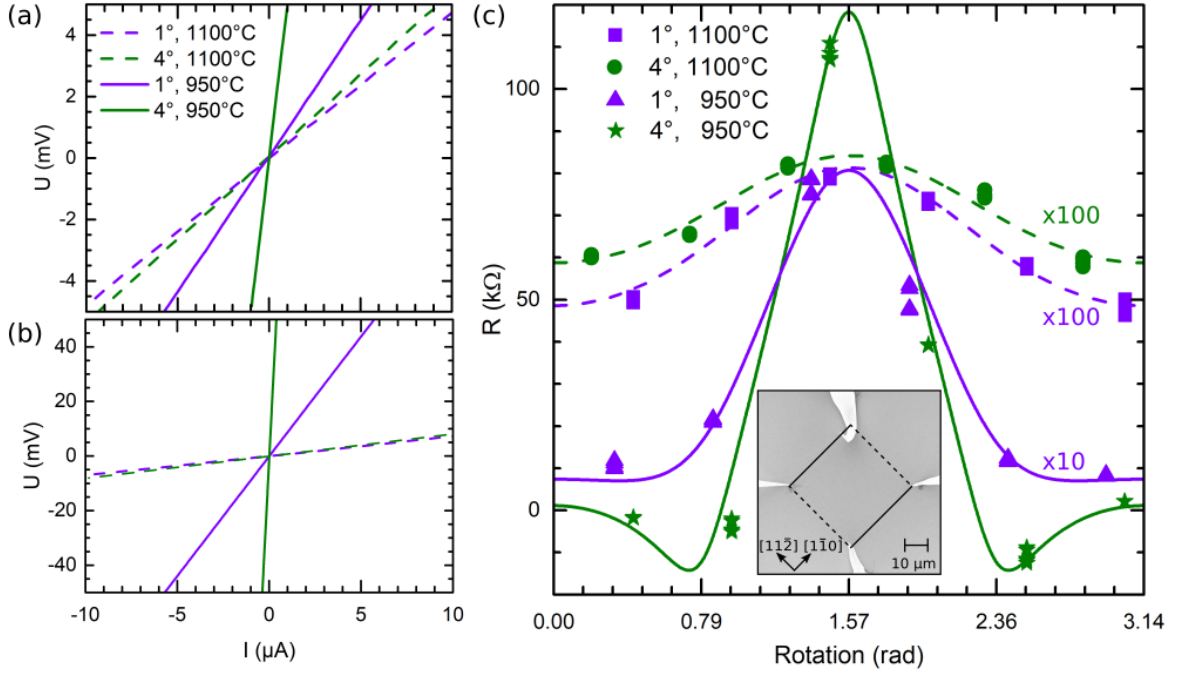 (a)
4
2
0
-2
-4
U (mV)
1°, 1100°C
4°, 1100°C
1°, 950°C
4°, 950°C
(b)
40
20
0
-20
-40
U (mV)
-10
-5
0
5
10
I (µA)
(c)
100
50
0
R (kΩ)
1°, 1100°C
4°, 1100°C
1°, 950°C
4°, 950°C
x100
x100
x10
[112̄]
[11̄0]
10 µm
0.00
0.79
1.57
2.36
3.14
Rotation (rad)